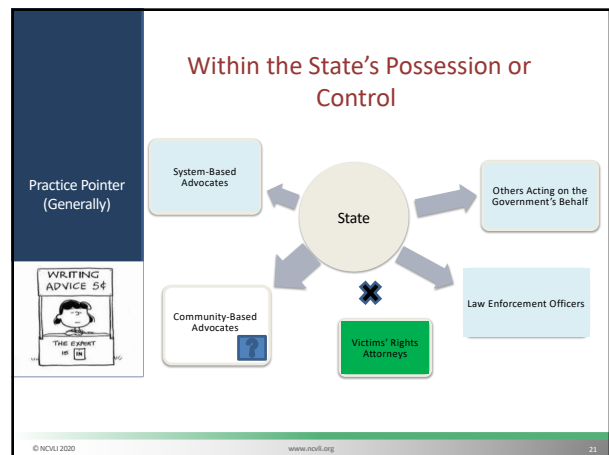 Within the State's Possession or
Control
Practice Pointer
(Generally)
System-Based
Advocates
State
Others Acting on the
Government's Behalf
Community-Based
Advocates
?
Victims' Rights
Attorneys
Law Enforcement Officers
WRITING
ADVICE 5¢
THE EXPERT
IS IN
© NCVLI 2020
www.ncvli.org
21